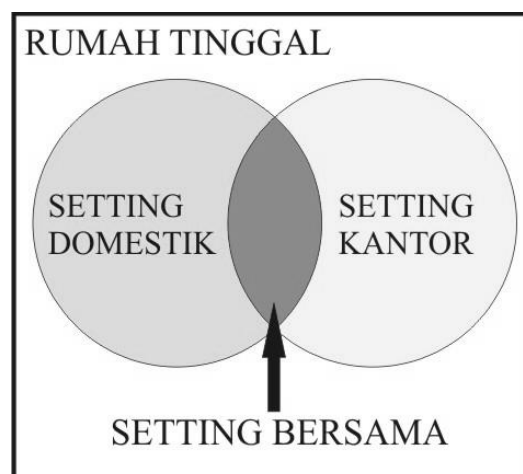 RUMAH TINGGAL
SETTING
DOMESTIK
SETTING
KANTOR
SETTING BERSAMA